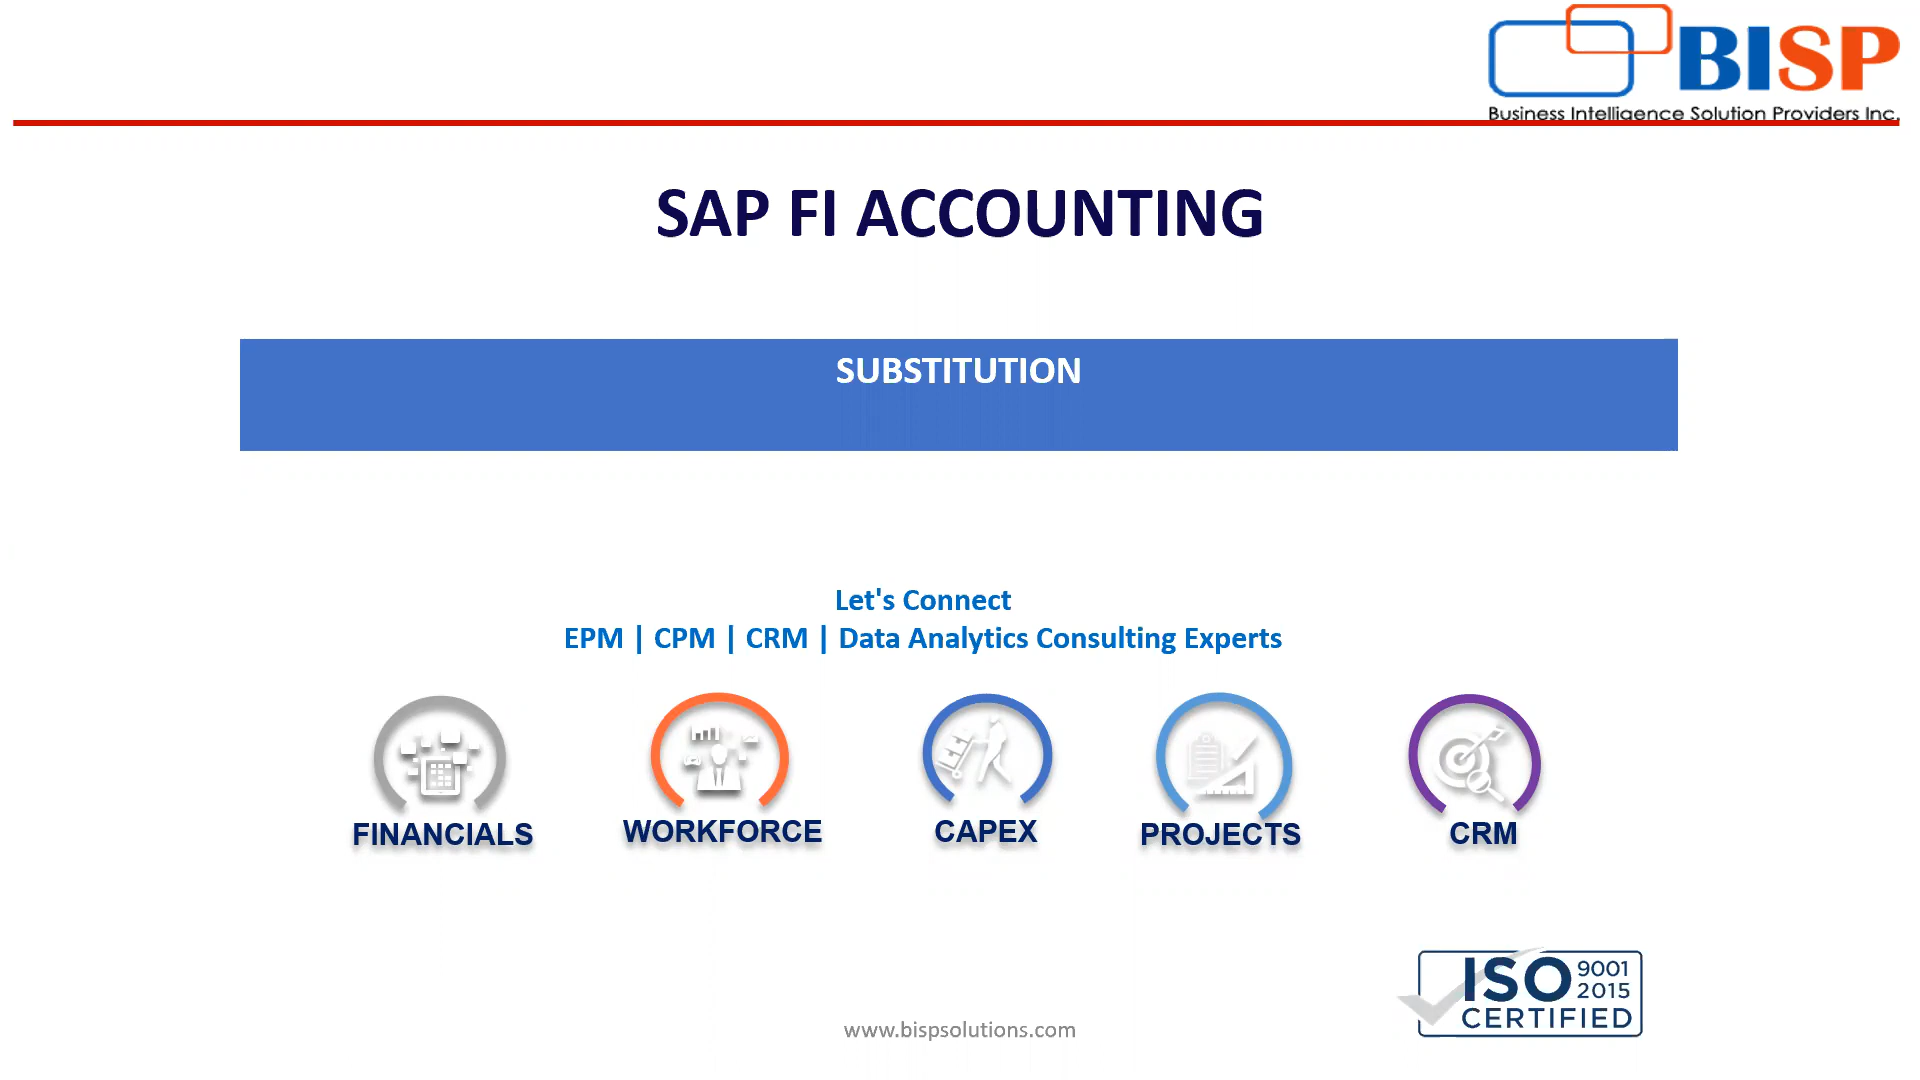 BISP
Business Intelligence Solution Providers Inc.
SAP FI ACCOUNTING
SUBSTITUTION
Let's Connect
EPM | CPM | CRM | Data Analytics Consulting Experts
FINANCIALS
WORKFORCE
CAPEX
PROJECTS
CRM
ISO 9001
2015
CERTIFIED
www.bispsolutions.com